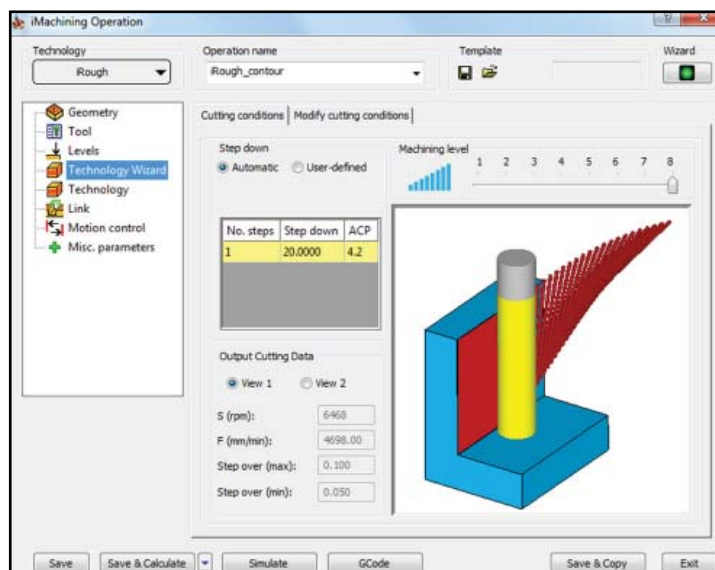 iMachining Operation
Technology
iRough
Operation name
iRough_contour
Template
Wizard
Geometry
Tool
Levels
Technology Wizard
Technology
Link
Motion control
Misc. parameters
Cutting conditions
Modify cutting conditions
Step down
Automatic
User-defined
Machining level
1 2 3 4 5 6 7 8
No. steps Step down ACP
1 20.0000 4.2
Output Cutting Data
View 1
View 2
S (rpm): 6468
F (mm/min): 4698.00
Step over (max): 0.100
Step over (min): 0.050
Save
Save & Calculate
Simulate
GCode
Save & Copy
Exit